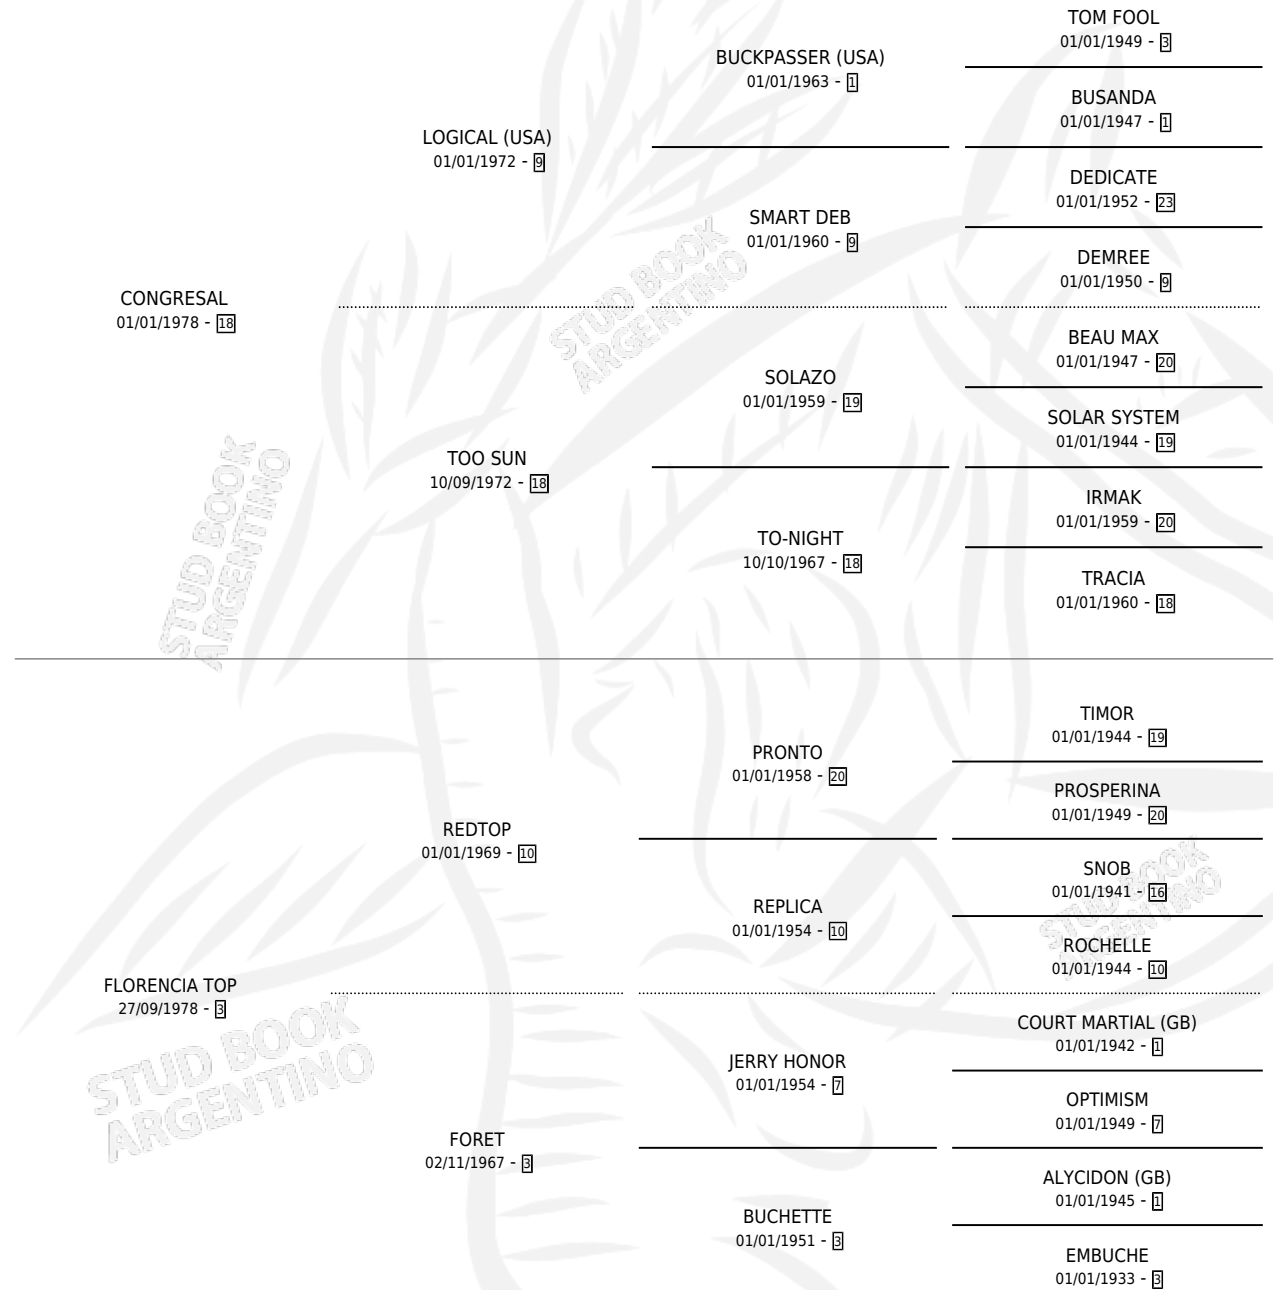 TOM FOOL
01/01/1949 - 3
BUCKPASSER (USA)
01/01/1963 - 1
BUSANDA
01/01/1947 - 1
LOGICAL (USA)
01/01/1972 - 9
DEDICATE
01/01/1952 - 23
SMART DEB
01/01/1960 - 9
DEMREE
01/01/1950 - 9
CONGRESAL
01/01/1978 - 18
STUD BOOK
ARGENTINO
BEAU MAX
01/01/1947 - 20
SOLAZO
01/01/1959 - 19
SOLAR SYSTEM
01/01/1944 - 19
TOO SUN
10/09/1972 - 18
IRMAK
01/01/1959 - 20
TO-NIGHT
10/10/1967 - 18
TRACIA
01/01/1960 - 18
STUD BOOK
ARGENTINO
TIMOR
01/01/1944 - 19
PRONTO
01/01/1958 - 20
PROSPERINA
01/01/1949 - 20
REDTOP
01/01/1969 - 10
SNOB
01/01/1941 - 16
REPLICA
01/01/1954 - 10
ROCHELLE
01/01/1944 - 10
STUD BOOK
ARGENTINO
FLORENCIA TOP
27/09/1978 - 3
STUD BOOK
ARGENTINO
COURT MARTIAL (GB)
01/01/1942 - 1
JERRY HONOR
01/01/1954 - 7
OPTIMISM
01/01/1949 - 7
FORET
02/11/1967 - 3
ALYCIDON (GB)
01/01/1945 - 1
BUCHETTE
01/01/1951 - 3
EMBUCHE
01/01/1933 - 3